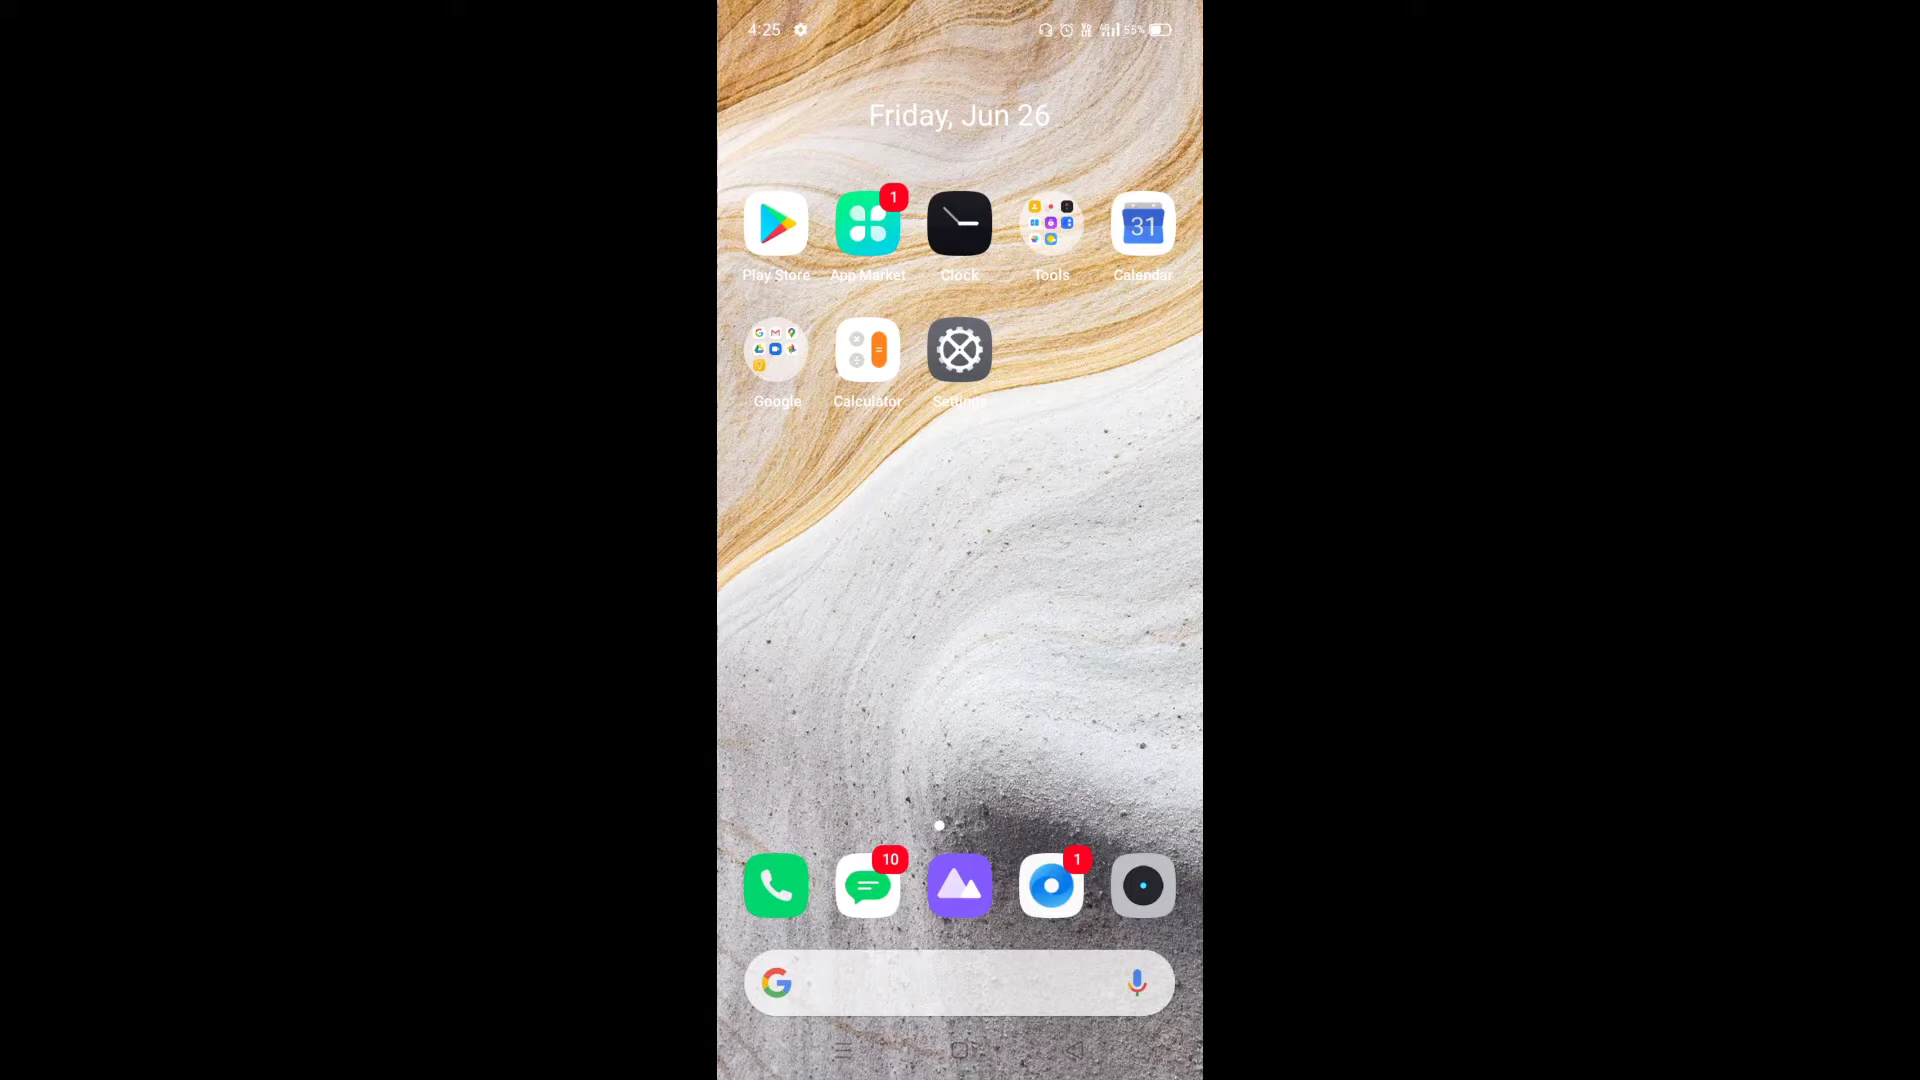 4:25 55%
Friday, Jun 26
1
31
Play Store App Market Clock Tools Calendar
Google Calculator Settings
10 1